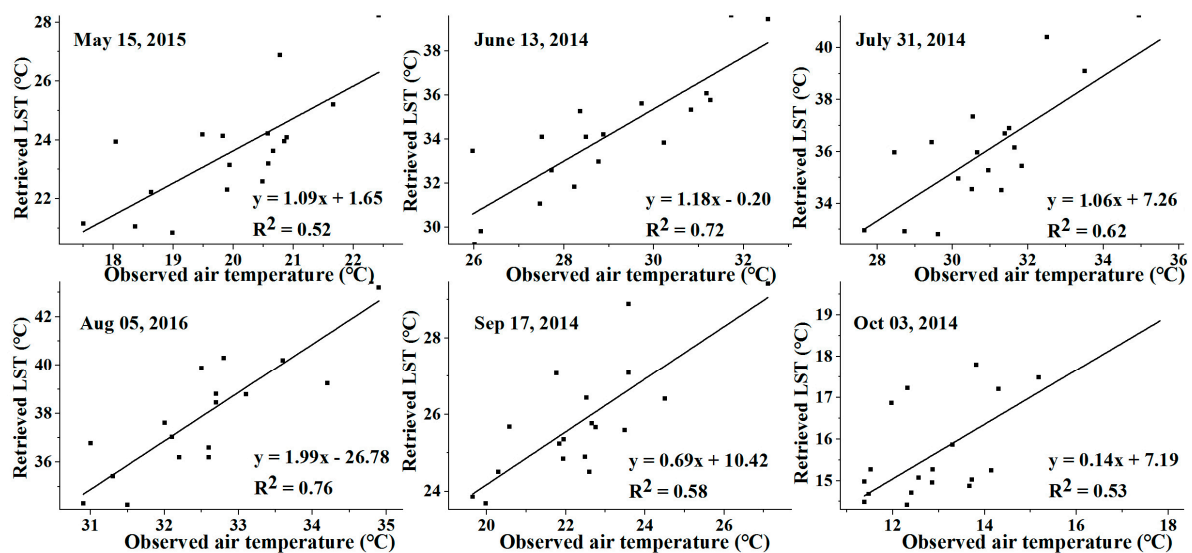 28
26
24
22
Retrieved LST (°C)
May 15, 2015
y = 1.09x + 1.65
R² = 0.52
18 19 20 21 22
Observed air temperature (°C)
38
36
34
32
30
Retrieved LST (°C)
June 13, 2014
y = 1.18x - 0.20
R² = 0.72
26 28 30 32
Observed air temperature (°C)
40
38
36
34
Retrieved LST (°C)
July 31, 2014
y = 1.06x + 7.26
R² = 0.62
28 30 32 34 36
Observed air temperature (°C)
42
40
38
36
Retrieved LST (°C)
Aug 05, 2016
y = 1.99x - 26.78
R² = 0.76
31 32 33 34 35
Observed air temperature (°C)
28
26
24
Retrieved LST (°C)
Sep 17, 2014
y = 0.69x + 10.42
R² = 0.58
20 22 24 26
Observed air temperature (°C)
19
18
17
16
15
Retrieved LST (°C)
Oct 03, 2014
y = 0.14x + 7.19
R² = 0.53
12 14 16 18
Observed air temperature (°C)